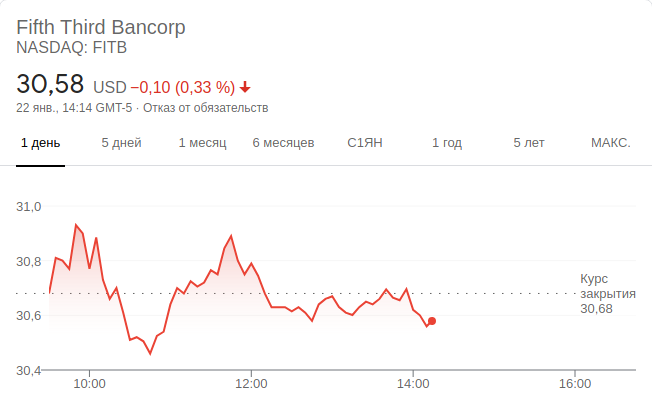 Fifth Third Bancorp
NASDAQ: FITB
30,58 USD −0,10 (0,33 %)
22 янв., 14:14 GMT-5 · Отказ от обязательств
1 день 5 дней 1 месяц 6 месяцев С1ЯН 1 год 5 лет МАКС.
31,0
30,8
Курс
закрытия
30,68
30,6
30,4
10:00 12:00 14:00 16:00